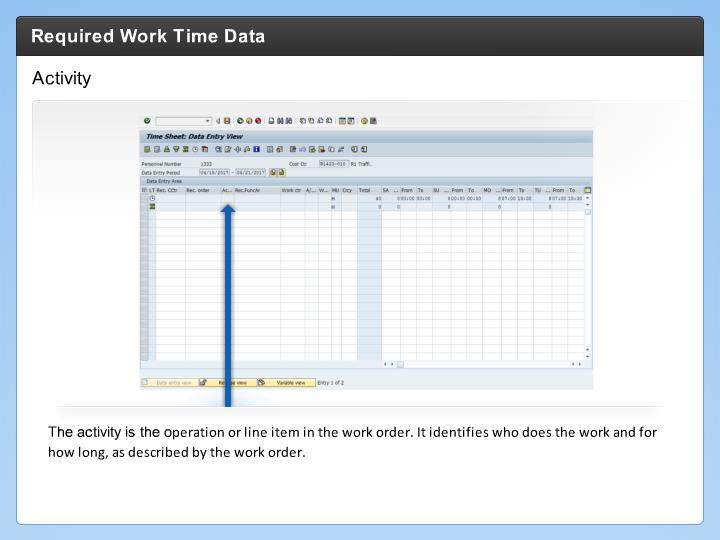 Required Work Time Data
Activity
Time Sheet: Data Entry View
Personnel Number 1333 Cost Ctr 81420-010 R1 Traffi..
Data Entry Period 04/15/2017 - 04/21/2017
Data Entry Area
LT Rec. CCtr Rec. order Ac... Rec.FuncAr Work ctr A/... W... MU Crcy Total SA ... From To SU ... From To MO ... From To TU ... From To
H 40 0 00:00 00:00 0 00:00 00:00 8 07:00 15:30 8 07:00 15:30
H 0 0 0 0 0
Data entry view Release view Variable view Entry 1 of 2
The activity is the operation or line item in the work order. It identifies who does the work and for
how long, as described by the work order.